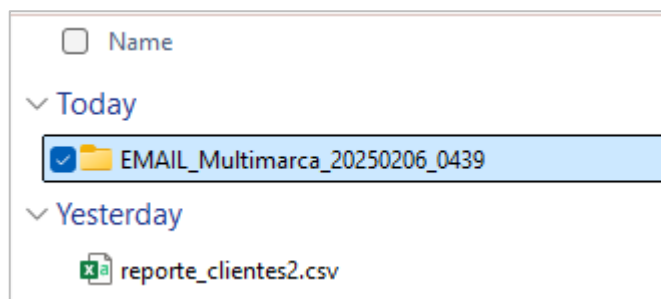 Name
Today
EMAIL_Multimarca_20250206_0439
Yesterday
reporte_clientes2.csv